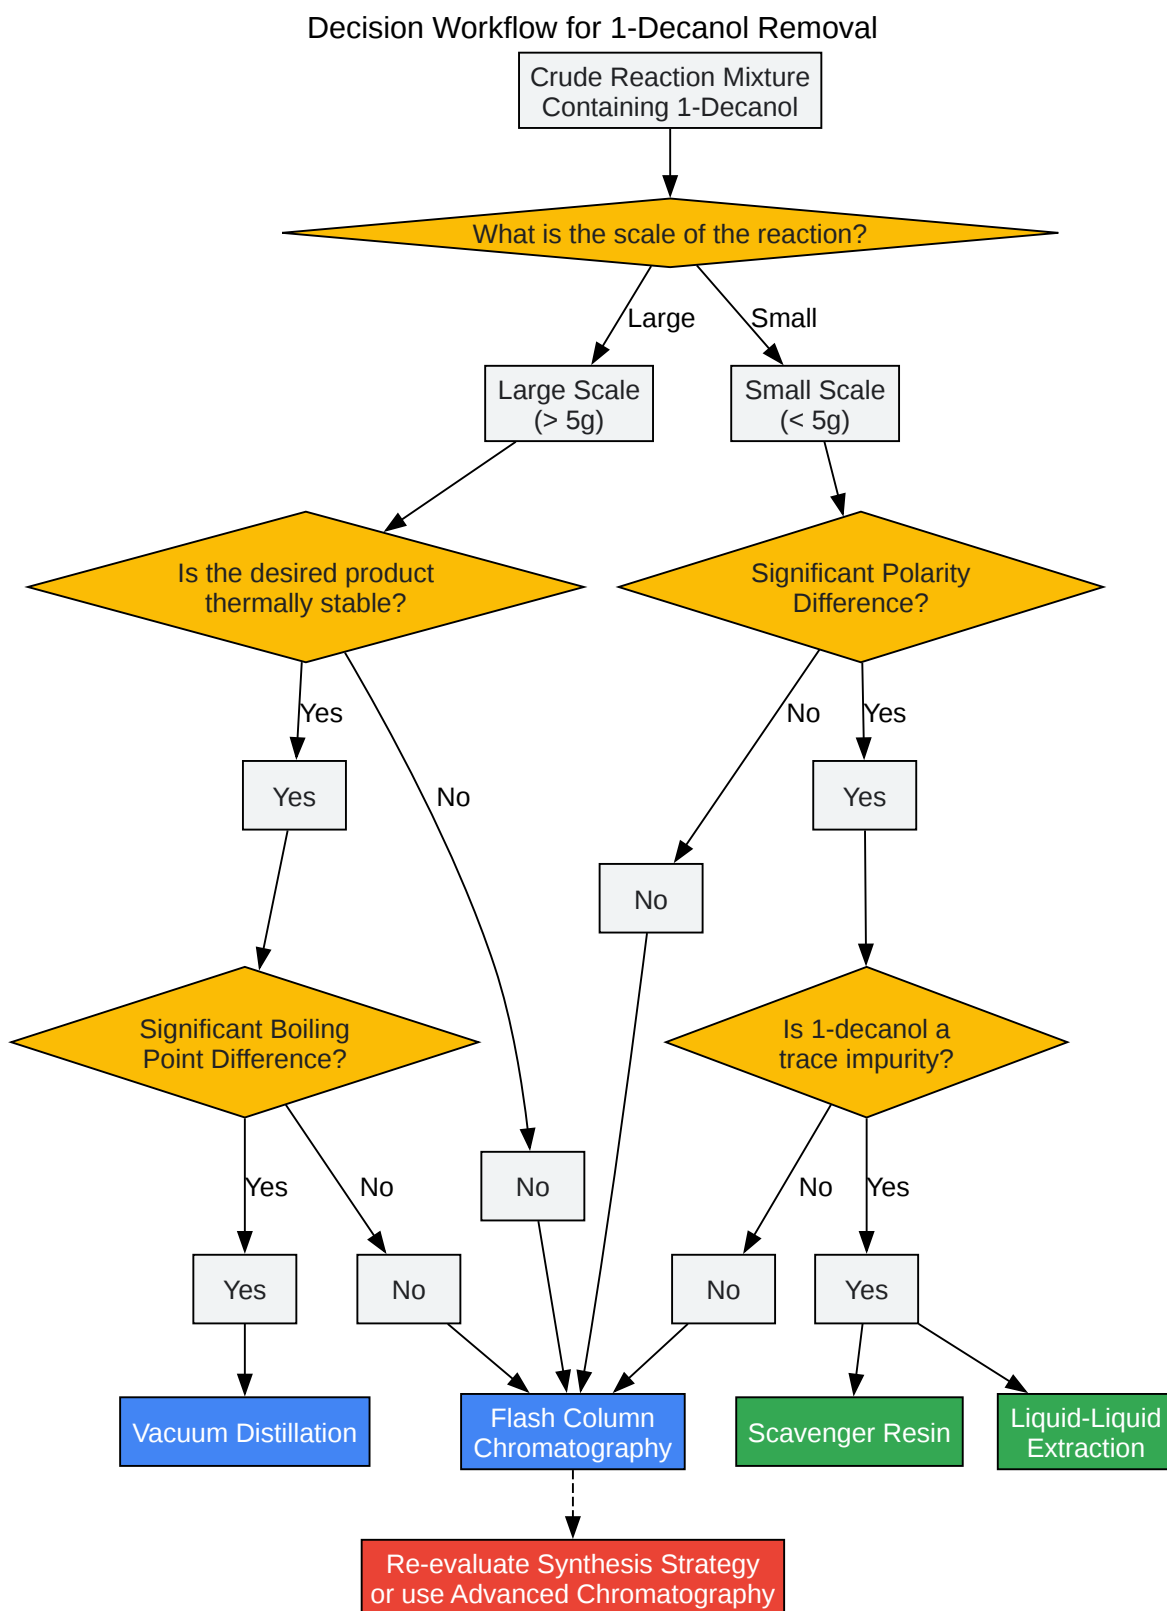 Decision Workflow for 1-Decanol Removal
Crude Reaction Mixture
Containing 1-Decanol
What is the scale of the reaction?
Large
Small
Large Scale
(> 5g)
Small Scale
(< 5g)
Is the desired product
thermally stable?
Significant Polarity
Difference?
Yes
No
Yes
Yes
No
Yes
No
Significant Boiling
Point Difference?
Is 1-decanol a
trace impurity?
Yes
No
No
No
Yes
Yes
No
No
Yes
Vacuum Distillation
Flash Column
Chromatography
Scavenger Resin
Liquid-Liquid
Extraction
Re-evaluate Synthesis Strategy
or use Advanced Chromatography